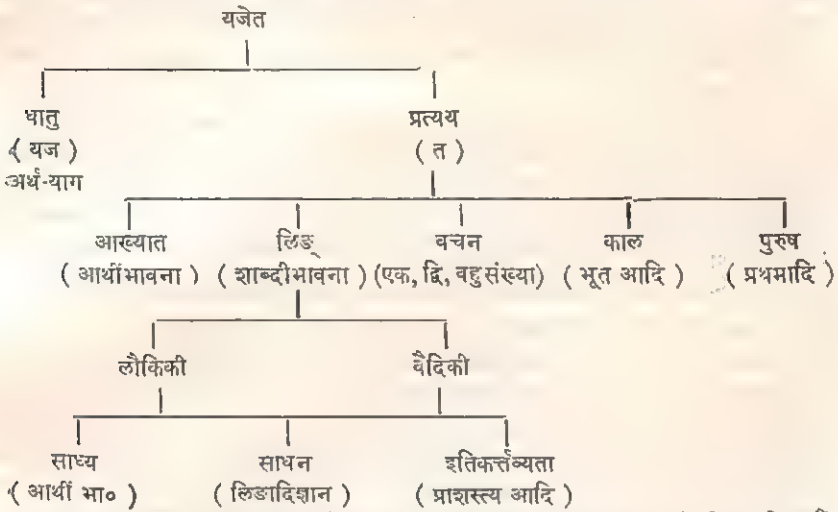 यजेत
धातु प्रत्यय
( यज ) ( त )
अर्थ-याग
आख्यात लिङ् वचन काल पुरुष
( आर्थीभावना ) ( शाब्दीभावना ) (एक, द्वि, बहुसंख्या) ( भूत आदि ) ( प्रथमादि )
लौकिकी वैदिकी
साध्य साधन इतिकर्त्तव्यता
( आर्थी भा० ) ( लिङादिज्ञान ) ( प्राशस्त्य आदि )